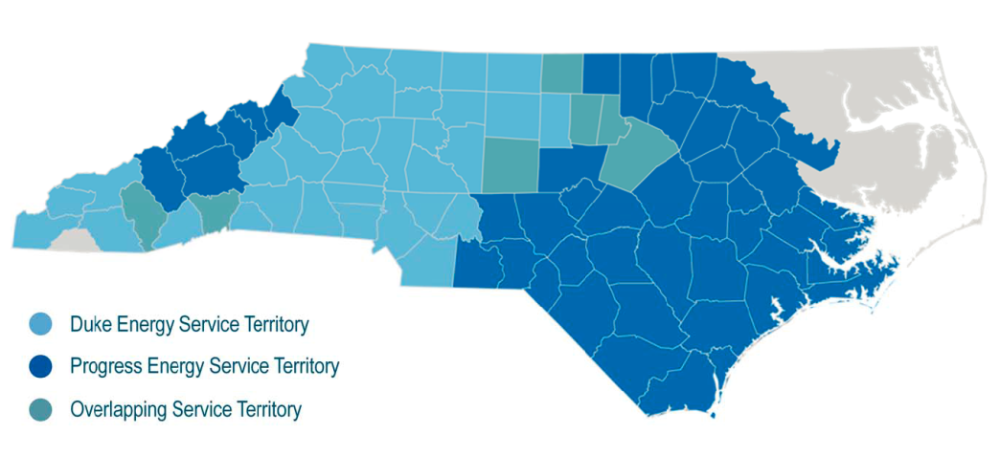 Duke Energy Service Territory
Progress Energy Service Territory
Overlapping Service Territory